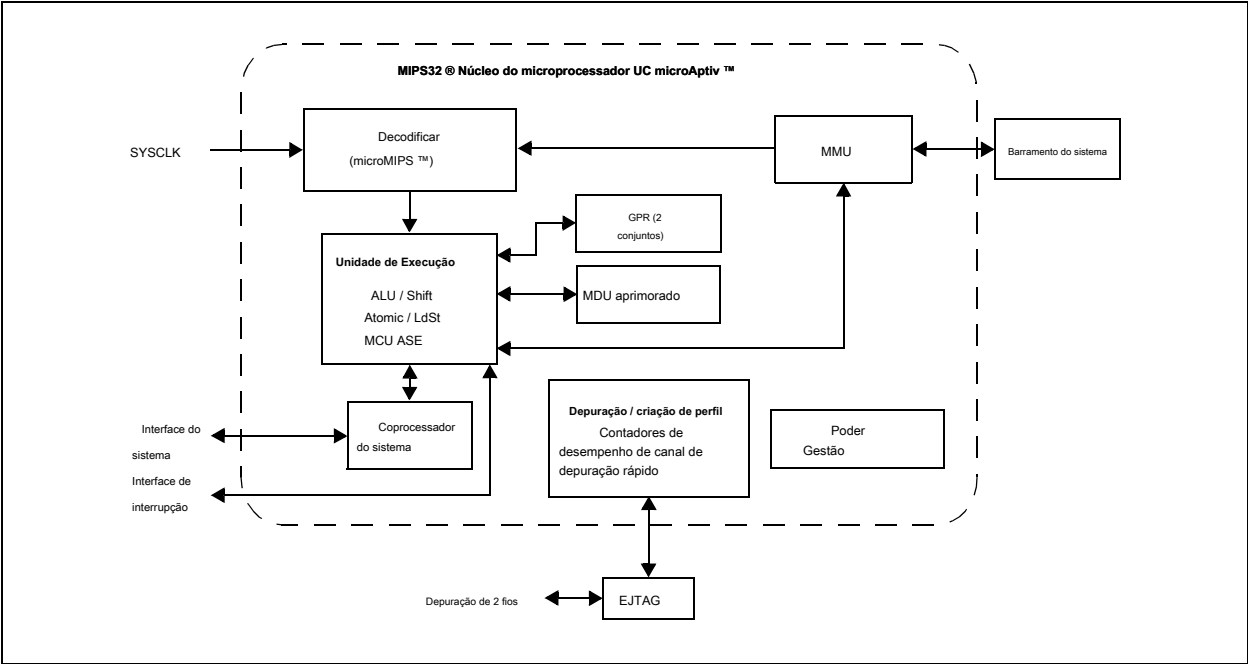 MIPS32 ® Núcleo do microprocessador UC microAptiv ™
SYSCLK
Decodificar
(microMIPS ™)
MMU
Barramento do sistema
GPR (2
conjuntos)
Unidade de Execução
ALU / Shift
Atomic / LdSt
MCU ASE
MDU aprimorado
Depuração / criação de perfil
Contadores de
desempenho de canal de
depuração rápido
Poder
Gestão
Coprocessador
do sistema
Interface do
sistema
Interface de
interrupção
Depuração de 2 fios
EJTAG